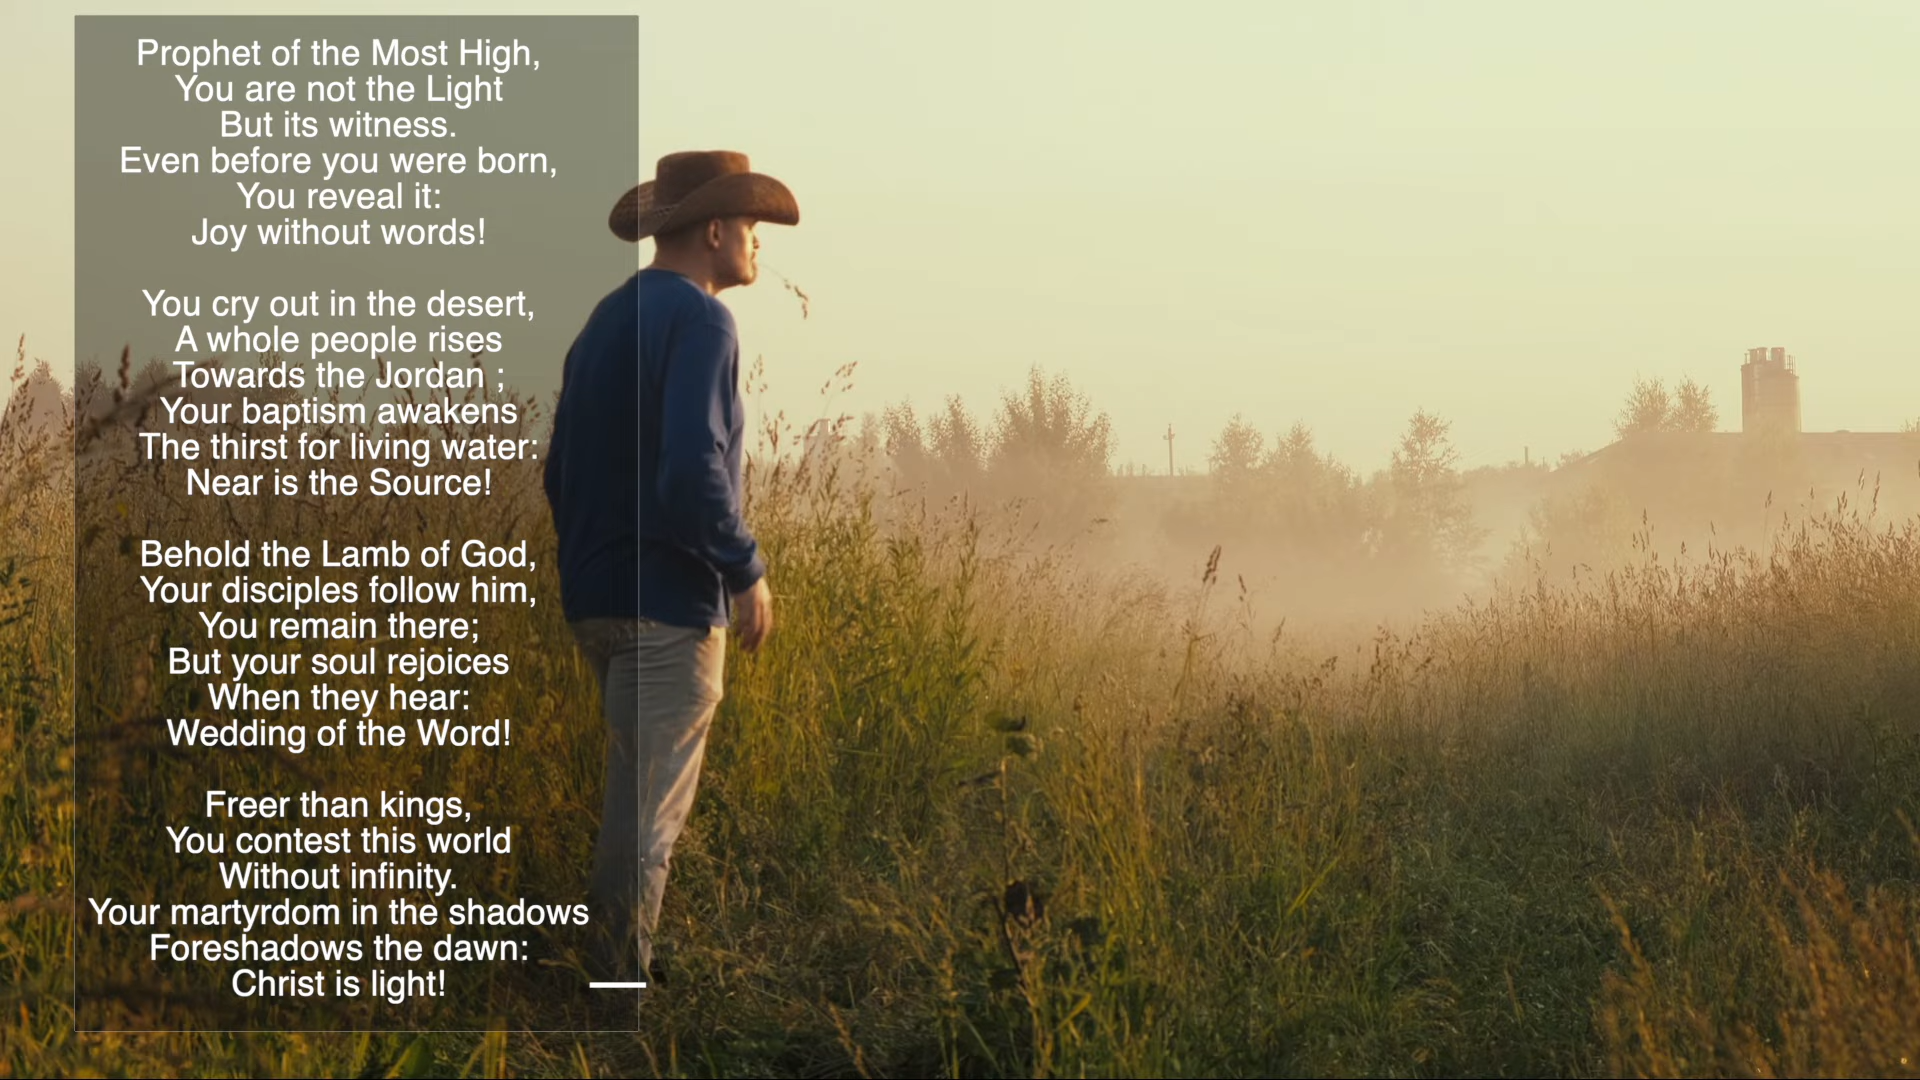 Prophet of the Most High,
You are not the Light
But its witness.
Even before you were born,
You reveal it:
Joy without words!
You cry out in the desert,
A whole people rises
Towards the Jordan ;
Your baptism awakens
The thirst for living water:
Near is the Source!
Behold the Lamb of God,
Your disciples follow him,
You remain there;
But your soul rejoices
When they hear:
Wedding of the Word!
Freer than kings,
You contest this world
Without infinity.
Your martyrdom in the shadows
Foreshadows the dawn:
Christ is light!